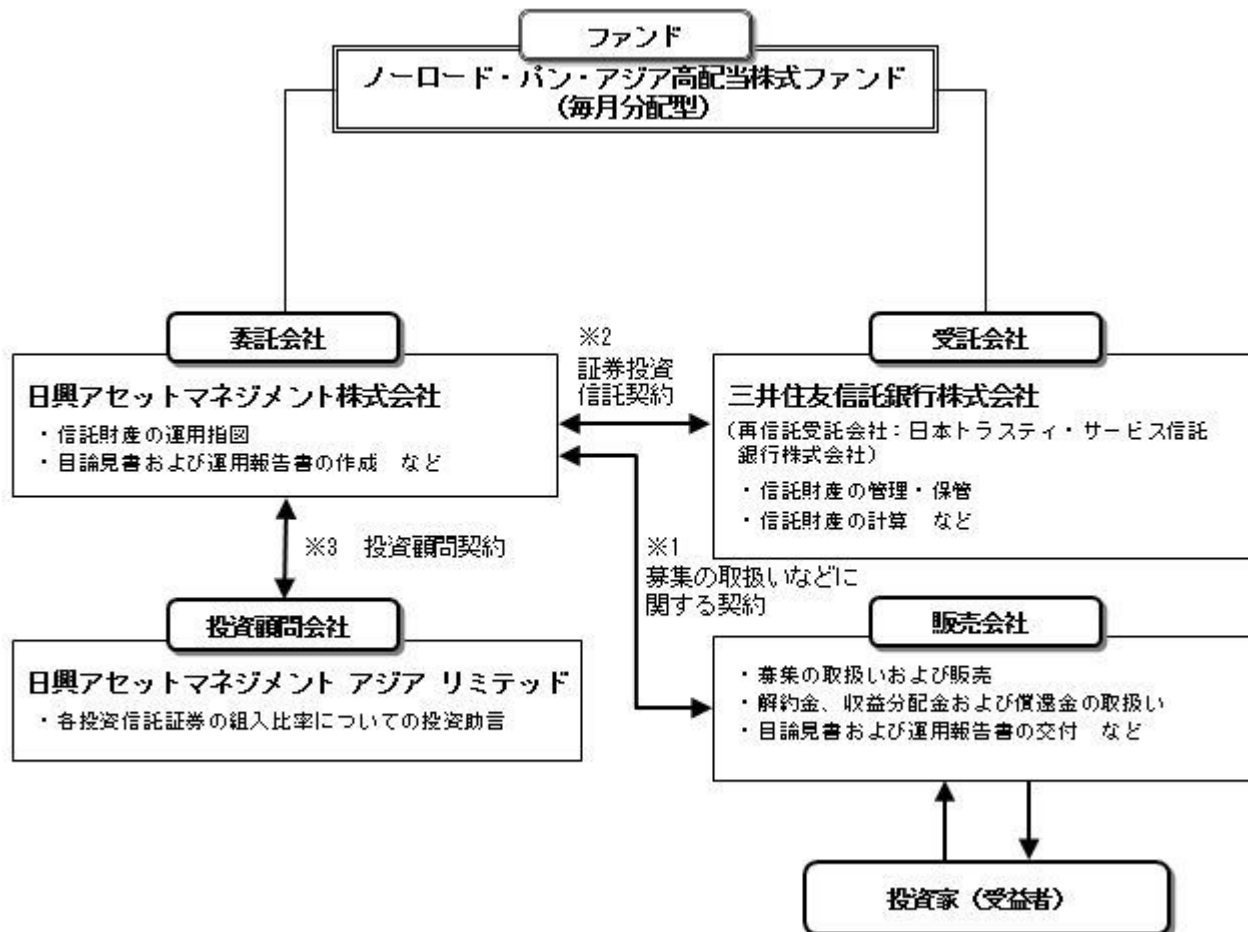 ファンド
ノーロード・パン・アジア高配当株式ファンド
(毎月分配型)
委託会社
日興アセットマネジメント株式会社
・信託財産の運用指図
・目論見書および運用報告書の作成 など
※2
証券投資
信託契約
受託会社
三井住友信託銀行株式会社
(再信託受託会社:日本トラスティ・サービス信託
銀行株式会社)
・信託財産の管理・保管
・信託財産の計算 など
※3 投資顧問契約
※1
募集の取扱いなどに
関する契約
投資顧問会社
日興アセットマネジメント アジア リミテッド
・各投資信託証券の組入比率についての投資助言
販売会社
・募集の取扱いおよび販売
・解約金、収益分配金および償還金の取扱い
・目論見書および運用報告書の交付 など
投資家(受益者)